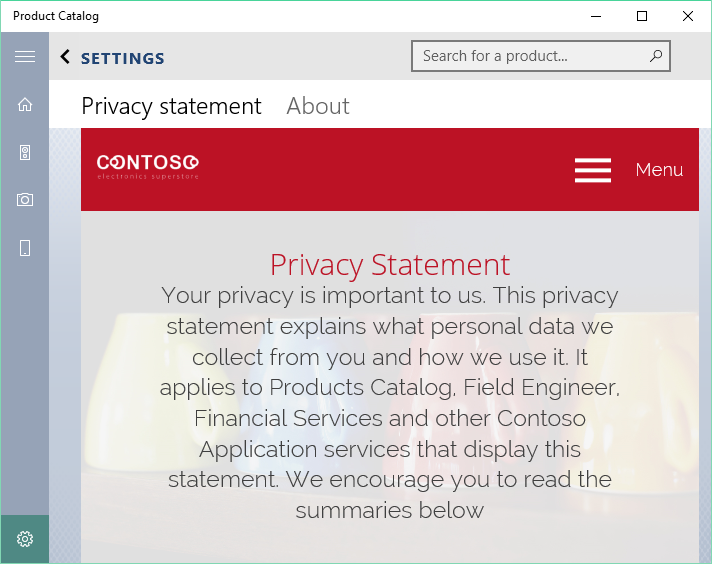 Product Catalog
SETTINGS
Search for a product...
Privacy statement About
CONTOSO
electronics superstore
Menu
Privacy Statement
Your privacy is important to us. This privacy
statement explains what personal data we
collect from you and how we use it. It
applies to Products Catalog, Field Engineer,
Financial Services and other Contoso
Application services that display this
statement. We encourage you to read the
summaries below